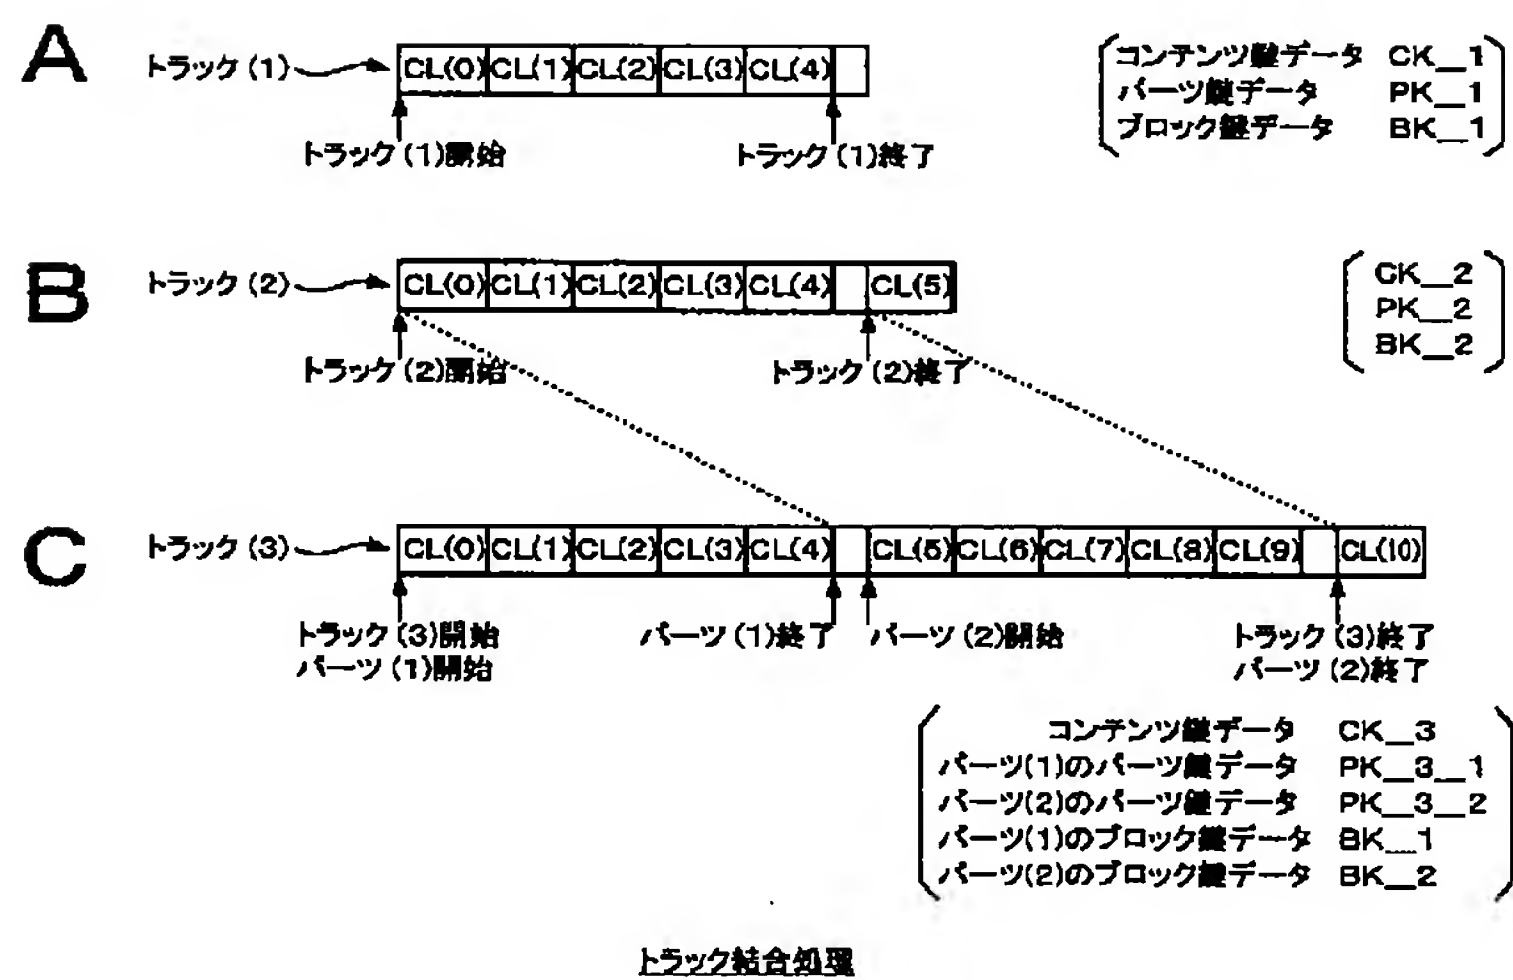 A
トラック(1)
CL(0) CL(1) CL(2) CL(3) CL(4)
トラック(1)開始
トラック(1)終了
コンテンツ鍵データ CK__1
パーツ鍵データ PK__1
ブロック鍵データ BK__1
B
トラック(2)
CL(0) CL(1) CL(2) CL(3) CL(4) CL(5)
トラック(2)開始
トラック(2)終了
CK__2
PK__2
BK__2
C
トラック(3)
CL(0) CL(1) CL(2) CL(3) CL(4) CL(5) CL(6) CL(7) CL(8) CL(9) CL(10)
トラック(3)開始
パーツ(1)開始
パーツ(1)終了
パーツ(2)開始
トラック(3)終了
パーツ(2)終了
コンテンツ鍵データ CK__3
パーツ(1)のパーツ鍵データ PK__3__1
パーツ(2)のパーツ鍵データ PK__3__2
パーツ(1)のブロック鍵データ BK__1
パーツ(2)のブロック鍵データ BK__2
トラック結合処理